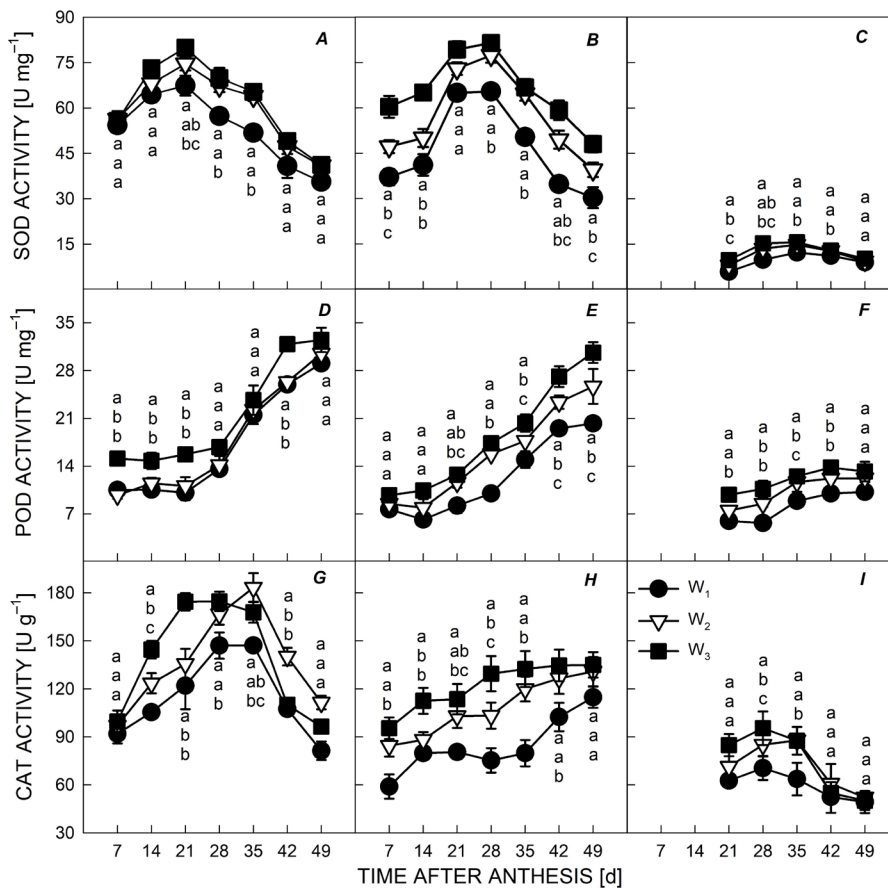 SOD ACTIVITY [U mg−1]
90
75
60
45
30
15
A
a
a
a
a
a
a
a
ab
bc
a
a
b
a
a
b
a
a
a
a
a
a
B
a
b
c
a
b
b
a
a
a
a
a
b
a
a
b
a
ab
bc
a
b
c
C
a
b
c
a
ab
bc
a
a
b
a
a
b
a
a
a
POD ACTIVITY [U mg−1]
35
28
21
14
7
D
a
b
b
a
b
b
a
b
b
a
a
a
a
a
a
a
b
b
a
a
a
E
a
a
a
a
a
a
a
ab
bc
a
a
b
a
b
c
a
b
c
a
b
c
F
a
a
b
a
b
b
a
b
c
a
b
b
a
a
a
CAT ACTIVITY [U g−1]
180
150
120
90
60
30
G
a
a
a
a
b
c
a
b
b
a
a
b
a
ab
bc
a
b
b
a
a
a
H
a
a
a
a
b
b
a
ab
bc
a
b
c
a
a
b
a
a
b
a
a
a
I
W1
W2
W3
a
a
a
a
b
c
a
a
b
a
a
a
a
a
a
7 14 21 28 35 42 49 7 14 21 28 35 42 49 7 14 21 28 35 42 49
TIME AFTER ANTHESIS [d]